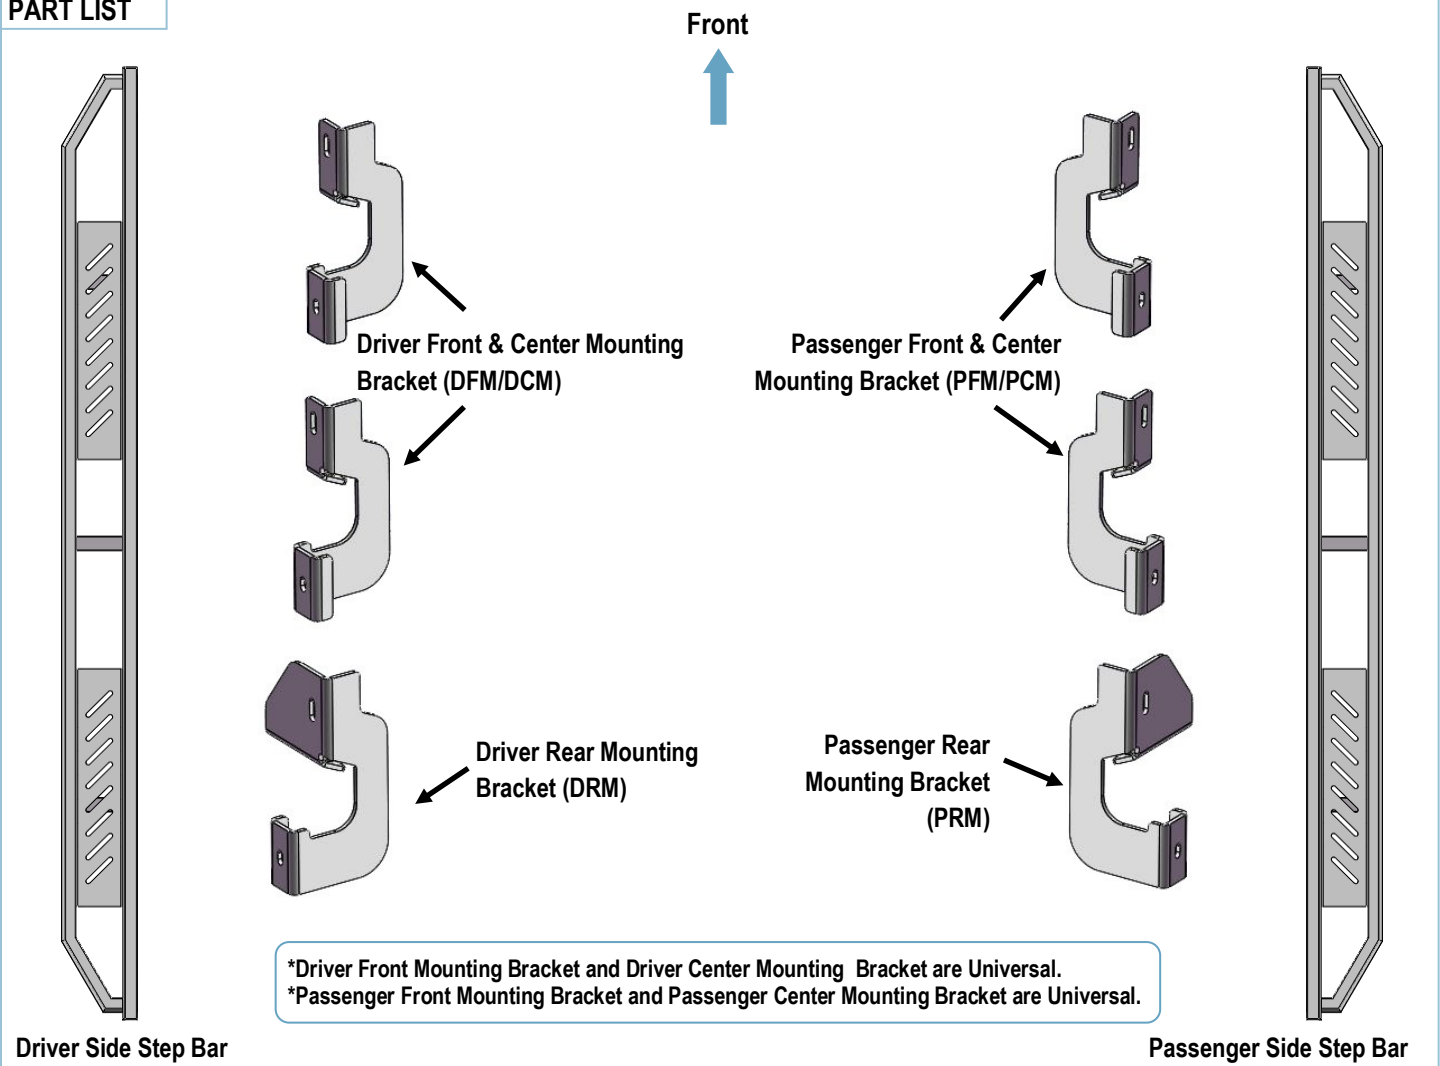 PART LIST
Front
Driver Front & Center Mounting
Bracket (DFM/DCM)
Passenger Front & Center
Mounting Bracket (PFM/PCM)
Driver Rear Mounting
Bracket (DRM)
Passenger Rear
Mounting Bracket
(PRM)
*Driver Front Mounting Bracket and Driver Center Mounting Bracket are Universal.
*Passenger Front Mounting Bracket and Passenger Center Mounting Bracket are Universal.
Driver Side Step Bar
Passenger Side Step Bar